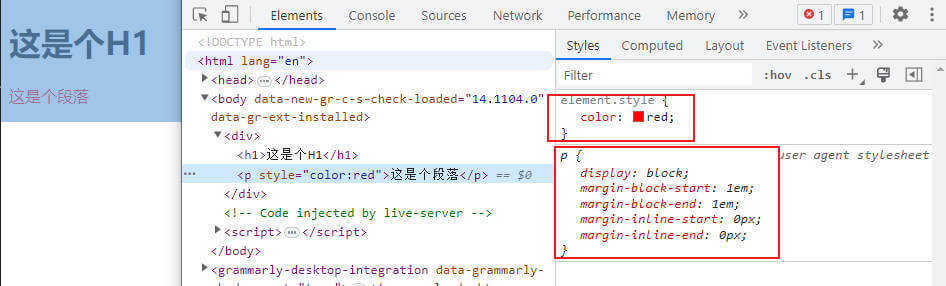 这是个H1
这是个段落
Elements Console Sources Network Performance Memory 1 1
<!DOCTYPE html>
<html lang="en">
<head> </head>
<body data-new-gr-c-s-check-loaded="14.1104.0"
data-gr-ext-installed>
<div>
<h1>这是个H1</h1>
<p style="color:red">这是个段落</p> == $0
</div>
<!-- Code injected by live-server -->
<script> </script>
</body>
<grammarly-desktop-integration data-grammarly-
Styles Computed Layout Event Listeners
Filter :hov .cls
element.style {
color: red;
}
p { user agent stylesheet
display: block;
margin-block-start: 1em;
margin-block-end: 1em;
margin-inline-start: 0px;
margin-inline-end: 0px;
}